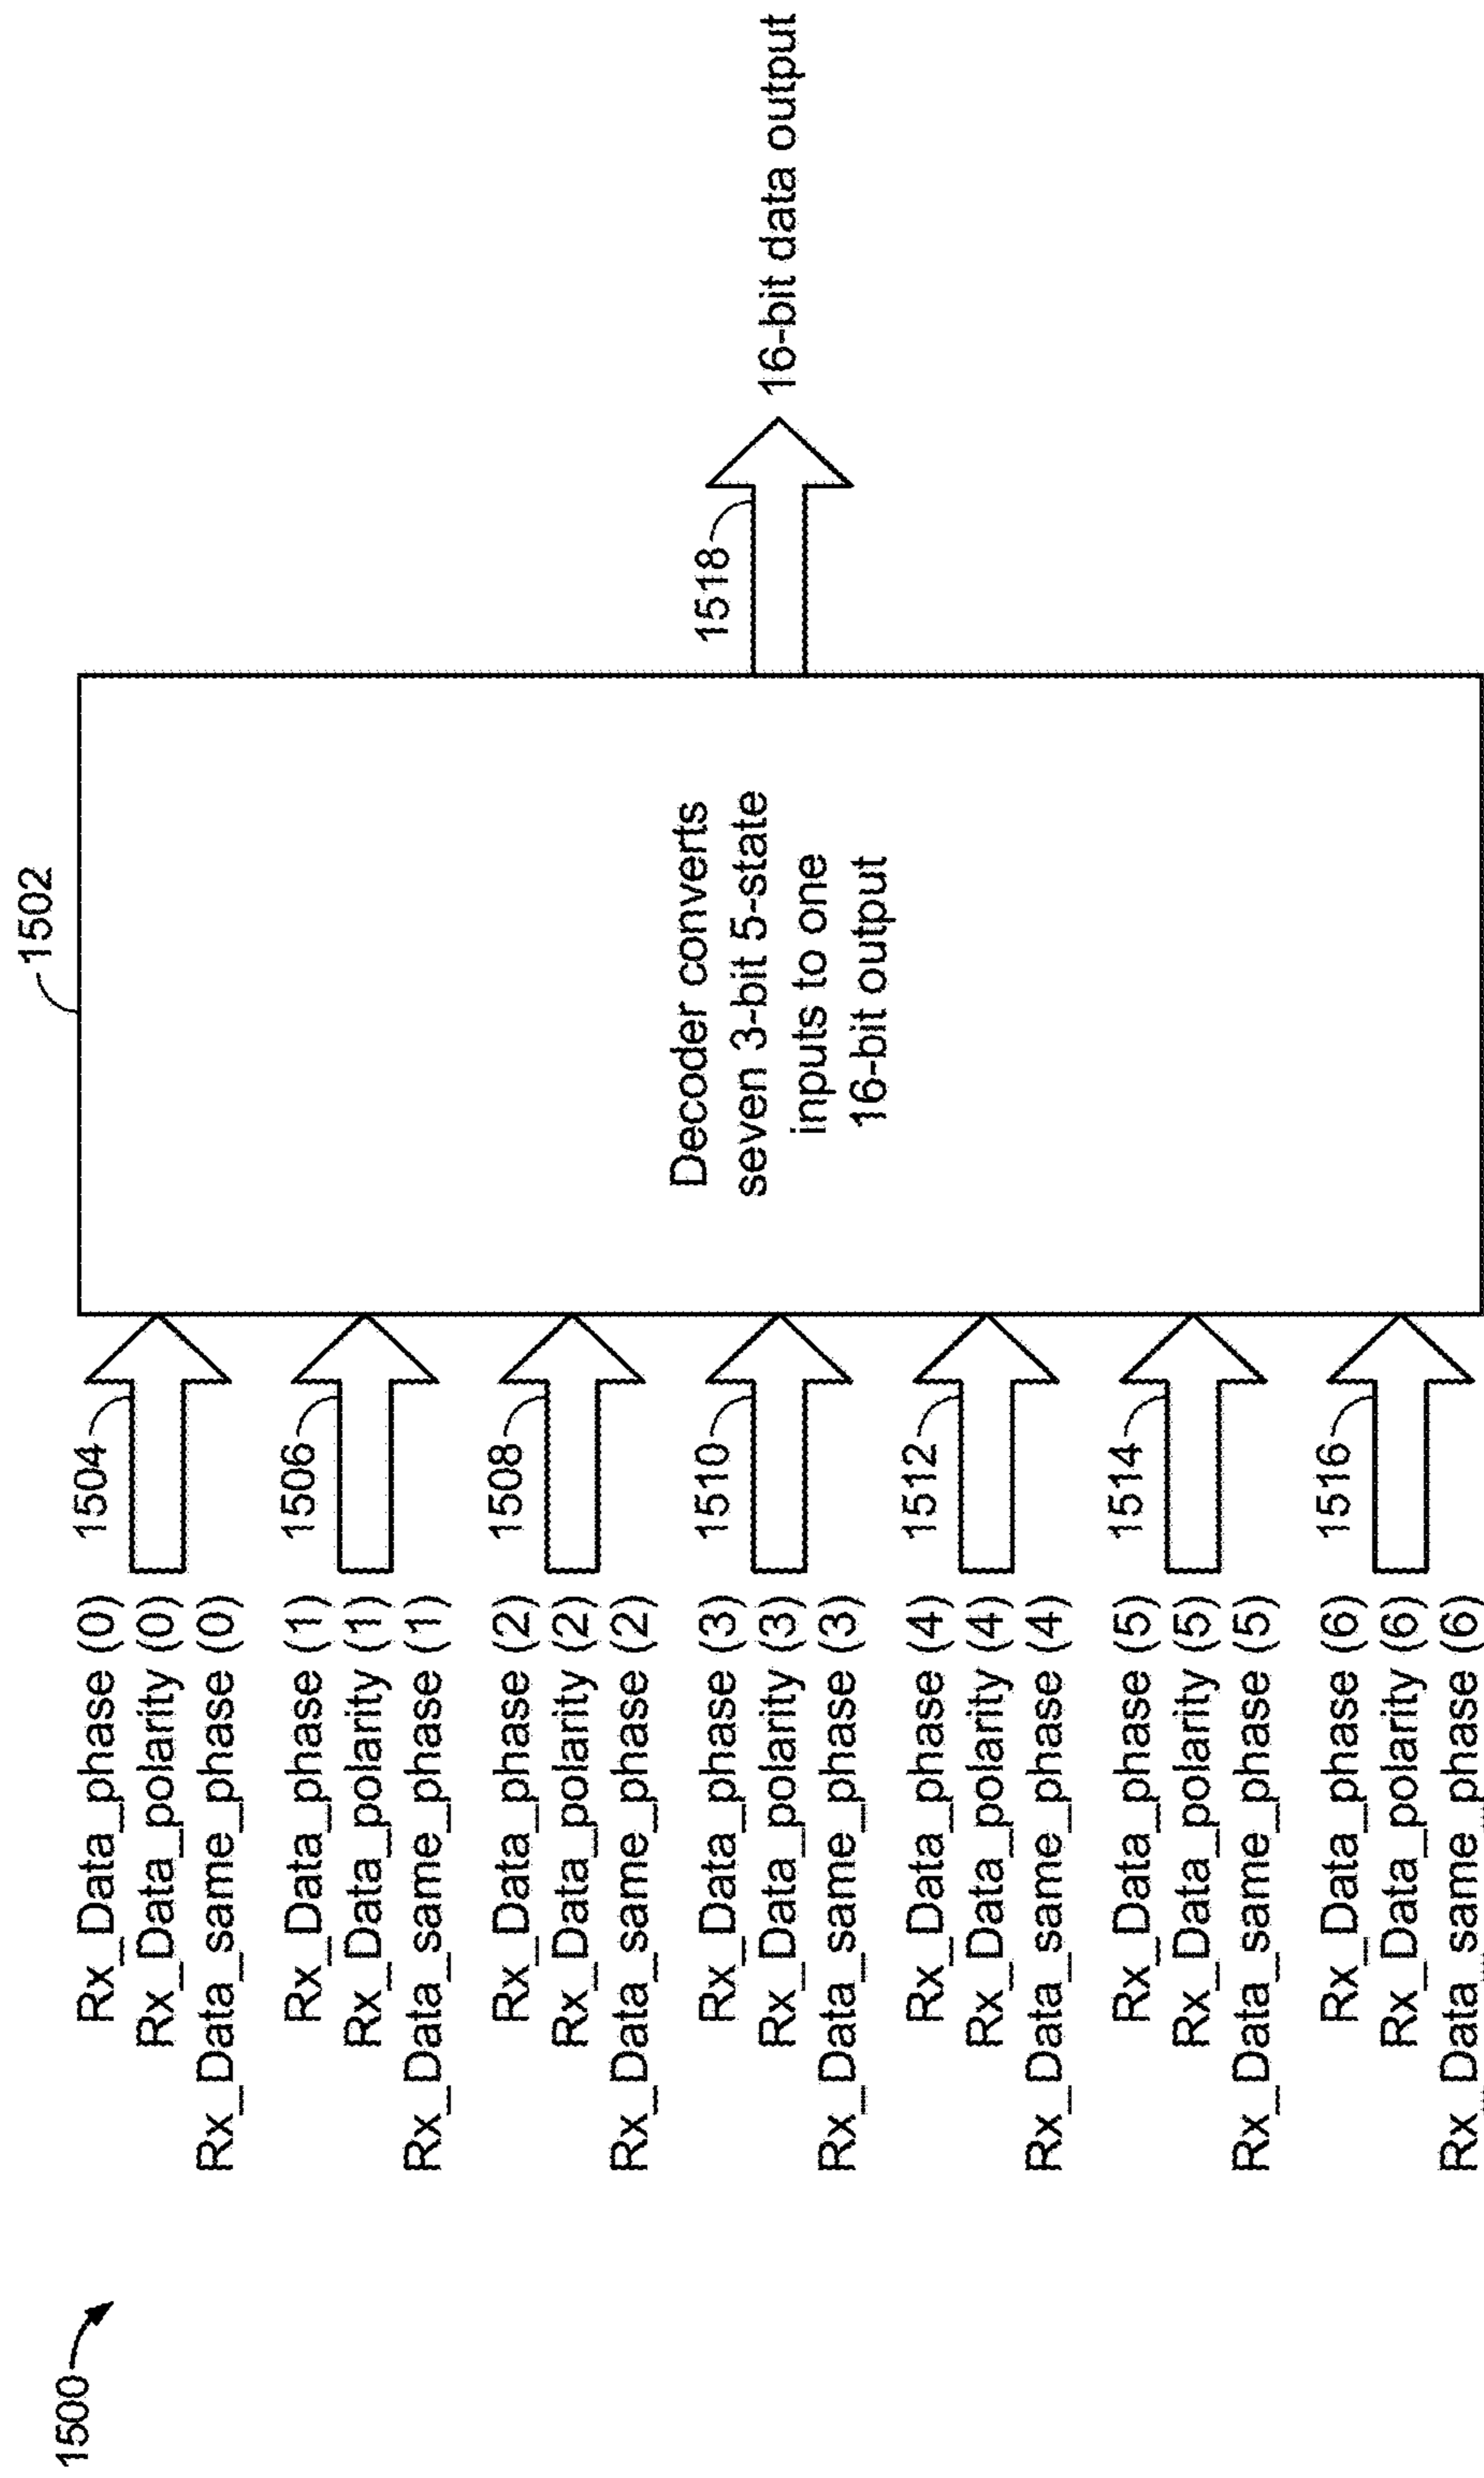 1500
Rx_Data_phase (0)
Rx_Data_polarity (0)
Rx_Data_same_phase (0)
1504
Rx_Data_phase (1)
Rx_Data_polarity (1)
Rx_Data_same_phase (1)
1506
Rx_Data_phase (2)
Rx_Data_polarity (2)
Rx_Data_same_phase (2)
1508
Rx_Data_phase (3)
Rx_Data_polarity (3)
Rx_Data_same_phase (3)
1510
Rx_Data_phase (4)
Rx_Data_polarity (4)
Rx_Data_same_phase (4)
1512
Rx_Data_phase (5)
Rx_Data_polarity (5)
Rx_Data_same_phase (5)
1514
Rx_Data_phase (6)
Rx_Data_polarity (6)
Rx_Data_same_phase (6)
1516
1502
Decoder converts
seven 3-bit 5-state
inputs to one
16-bit output
1518
16-bit data output